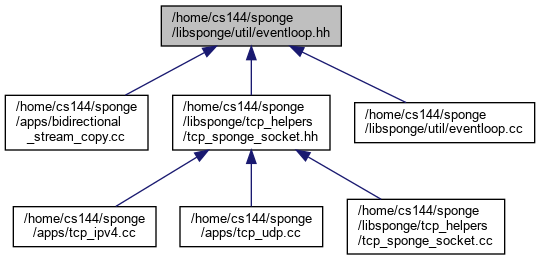 /home/cs144/sponge
/libsponge/util/eventloop.hh
/home/cs144/sponge
/apps/bidirectional
_stream_copy.cc
/home/cs144/sponge
/libsponge/tcp_helpers
/tcp_sponge_socket.hh
/home/cs144/sponge
/libsponge/util/eventloop.cc
/home/cs144/sponge
/apps/tcp_ipv4.cc
/home/cs144/sponge
/apps/tcp_udp.cc
/home/cs144/sponge
/libsponge/tcp_helpers
/tcp_sponge_socket.cc